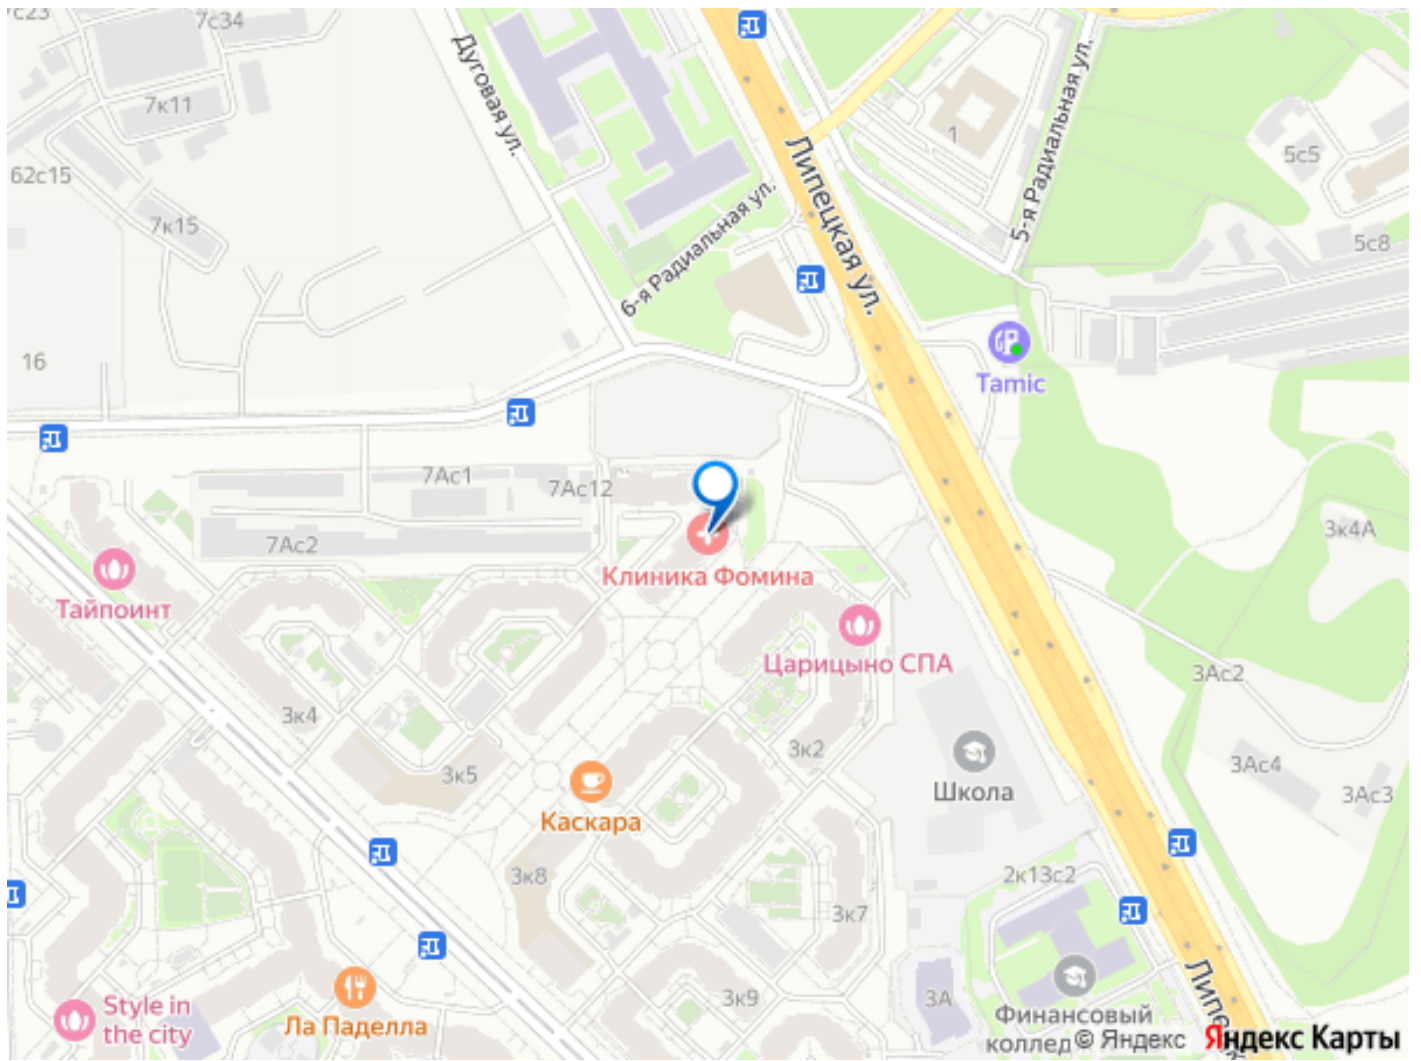 7с23
7с34
Дуговая ул.
7к11
1
5с5
62с15
Липецкая ул.
5-я Радиальная ул.
7к15
6-я Радиальная ул.
5с8
16
Tamic
7Ас1
7Ас12
3к4А
7Ас2
Клиника Фомина
Тайпоинт
Царицыно СПА
3Ас2
3к4
3к2
3к5
3Ас4
Школа
3Ас3
Каскара
3к8
2к13с2
3к7
3к9
3А
Style in
the city
Ла Паделла
Финансовый
коллед
© Яндекс
Яндекс Карты